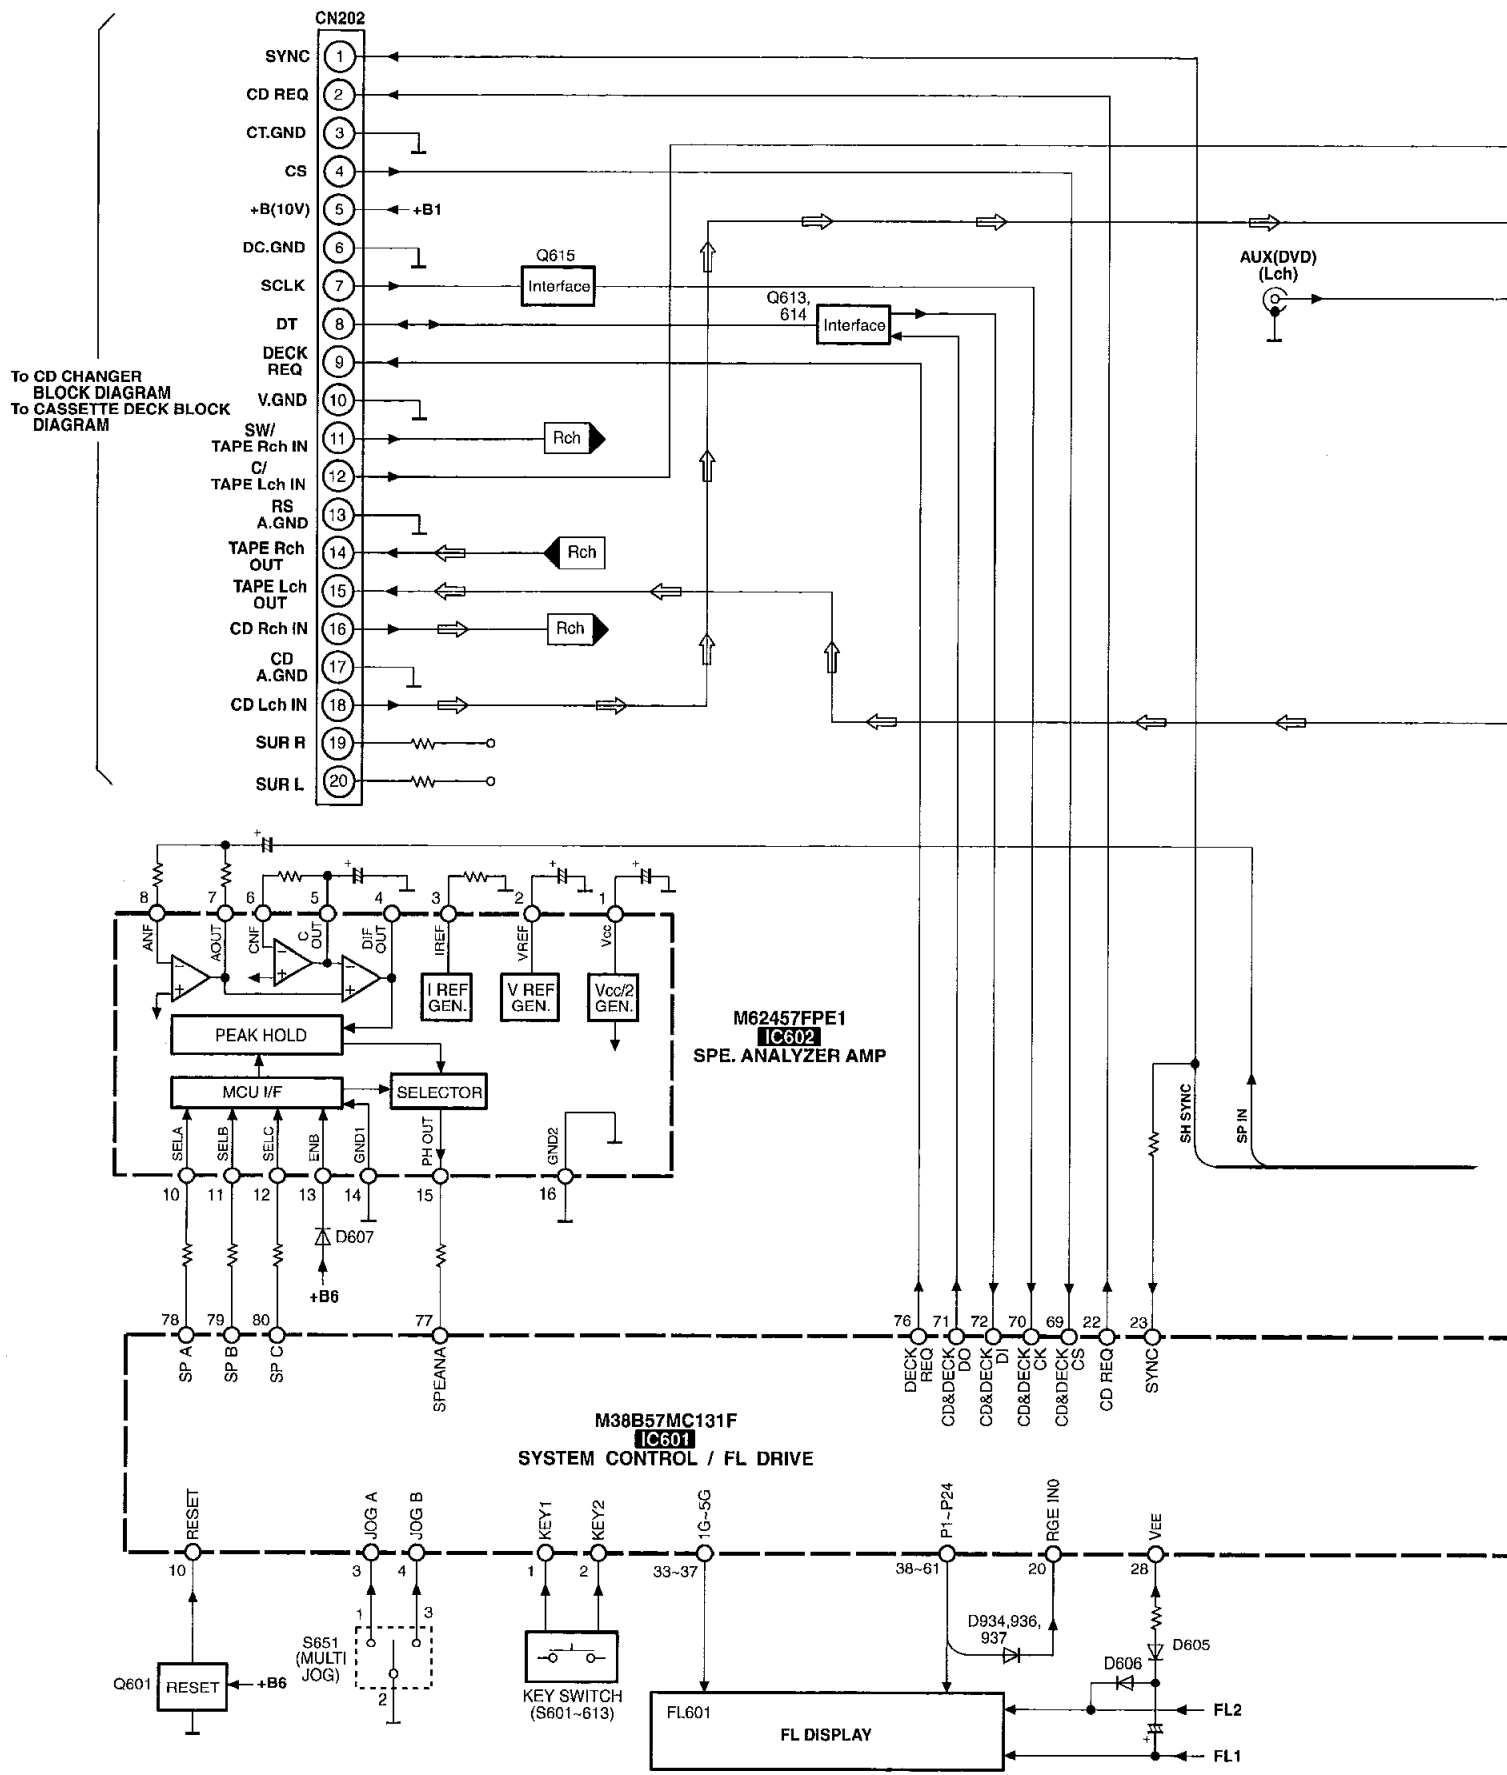 CN202
SYNC 1
CD REQ 2
CT.GND 3
CS 4
+B(10V) 5 +B1
DC.GND 6
Q615
SCLK 7 Interface
Q613,
614
DT 8 Interface
DECK
REQ 9
V.GND 10
SW/
TAPE Rch IN 11 Rch
C/
TAPE Lch IN 12
RS
A.GND 13
TAPE Rch
OUT 14 Rch
TAPE Lch
OUT 15
CD Rch IN 16 Rch
CD
A.GND 17
CD Lch IN 18
SUR R 19
SUR L 20
To CD CHANGER
BLOCK DIAGRAM
To CASSETTE DECK BLOCK
DIAGRAM
AUX(DVD)
(Lch)
+ + + + 
8 7 6 5 4 3 2 1
ANF AOUT CNF C OUT DIF OUT IREF VREF Vcc
− + − + − +
I REF
GEN.
V REF
GEN.
Vcc/2
GEN.
PEAK HOLD
MCU I/F
SELECTOR
SELA SELB SELC ENB GND1 PH OUT GND2
10 11 12 13 14 15 16
M62457FPE1
IC602
SPE. ANALYZER AMP
D607
+B6
SH SYNC
SP IN
78 79 80 77 76 71 72 70 69 22 23
SP A
SP B
SP C
SPEANA
DECK
REQ
CD&DECK
DO
CD&DECK
DI
CD&DECK
CK
CD&DECK
CS
CD REQ
SYNC
M38B57MC131F
IC601
SYSTEM CONTROL / FL DRIVE
RESET JOG A JOG B KEY1 KEY2 1G~5G P1~P24 RGE IN0 VEE
10 3 4 1 2 33~37 38~61 20 28
1 3
S651
(MULTI
JOG)
2
Q601 RESET +B6
KEY SWITCH
(S601~613)
D934,936,
937
D605
D606
FL601
FL DISPLAY
FL2
+
FL1